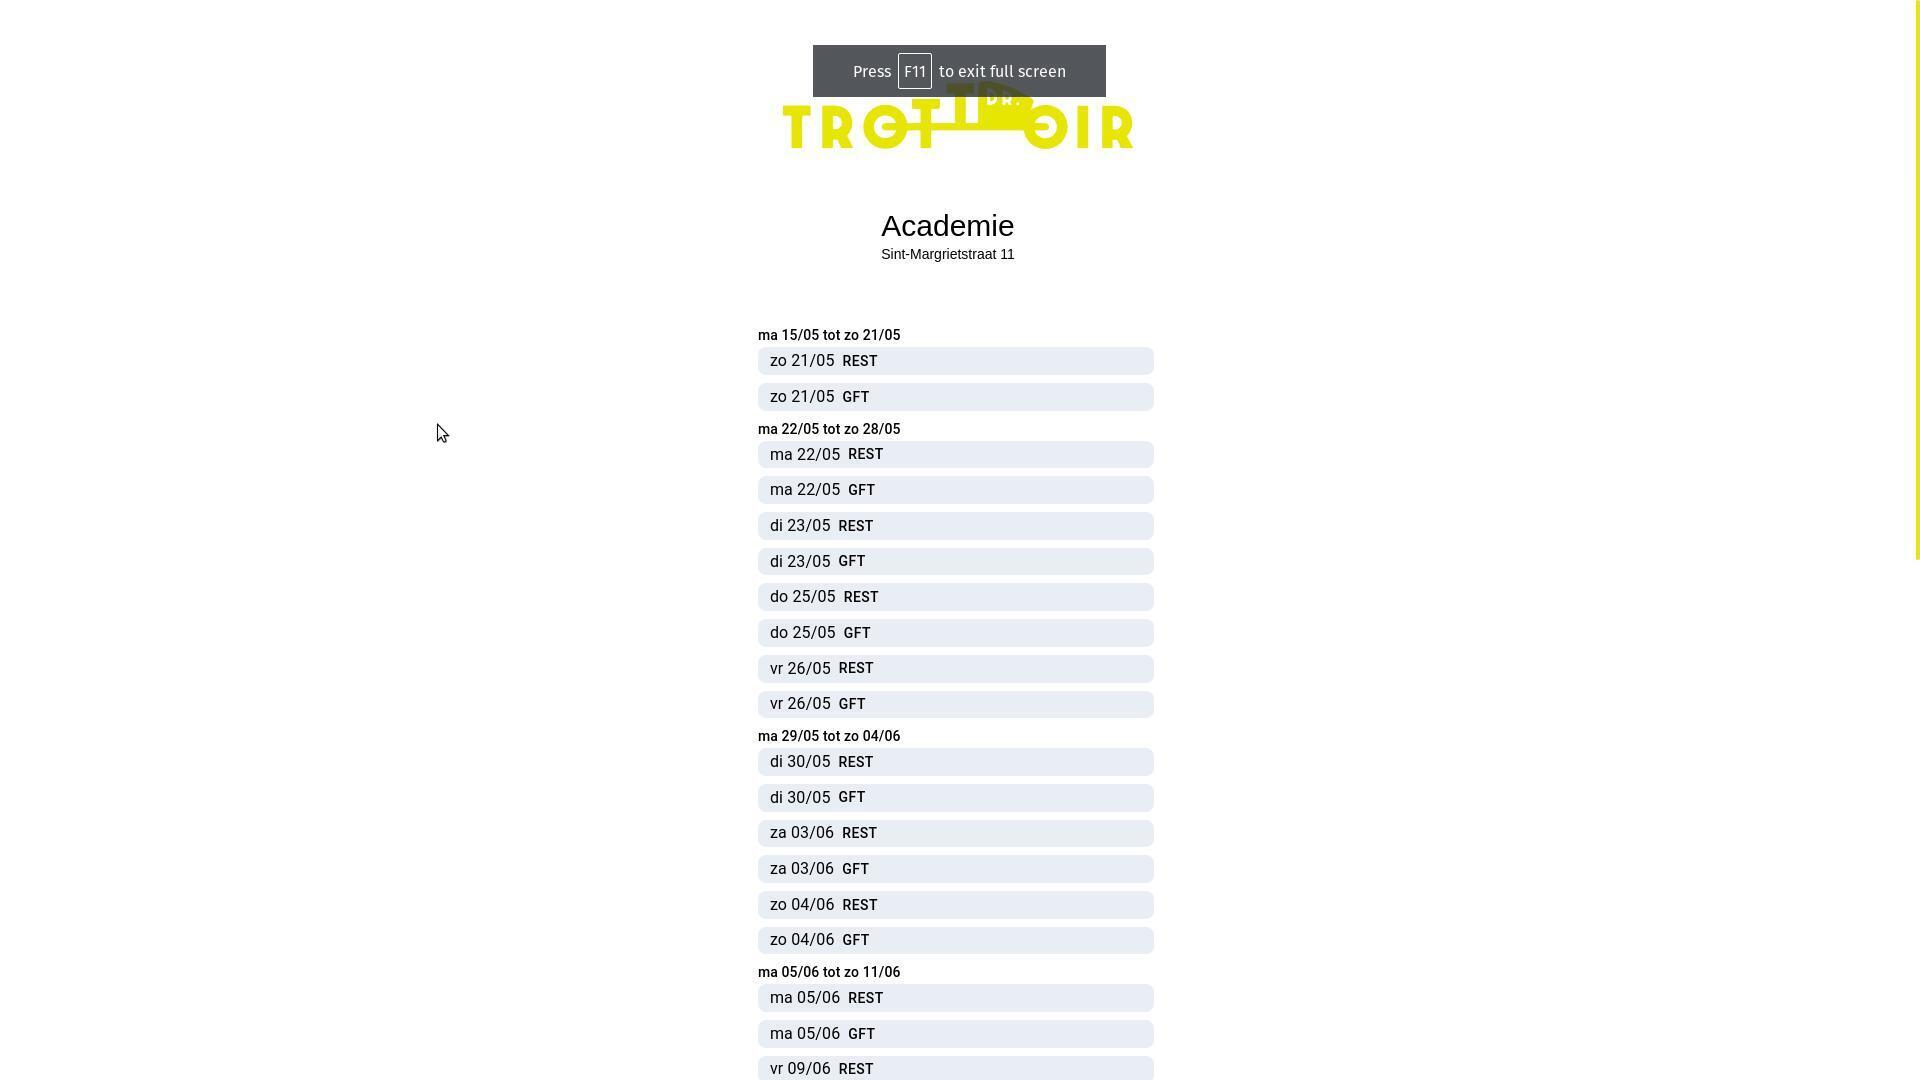 Press F11 to exit full screen
DR.
TROTTOIR
Academie
Sint-Margrietstraat 11
ma 15/05 tot zo 21/05
zo 21/05 REST
zo 21/05 GFT
ma 22/05 tot zo 28/05
ma 22/05 REST
ma 22/05 GFT
di 23/05 REST
di 23/05 GFT
do 25/05 REST
do 25/05 GFT
vr 26/05 REST
vr 26/05 GFT
ma 29/05 tot zo 04/06
di 30/05 REST
di 30/05 GFT
za 03/06 REST
za 03/06 GFT
zo 04/06 REST
zo 04/06 GFT
ma 05/06 tot zo 11/06
ma 05/06 REST
ma 05/06 GFT
vr 09/06 REST